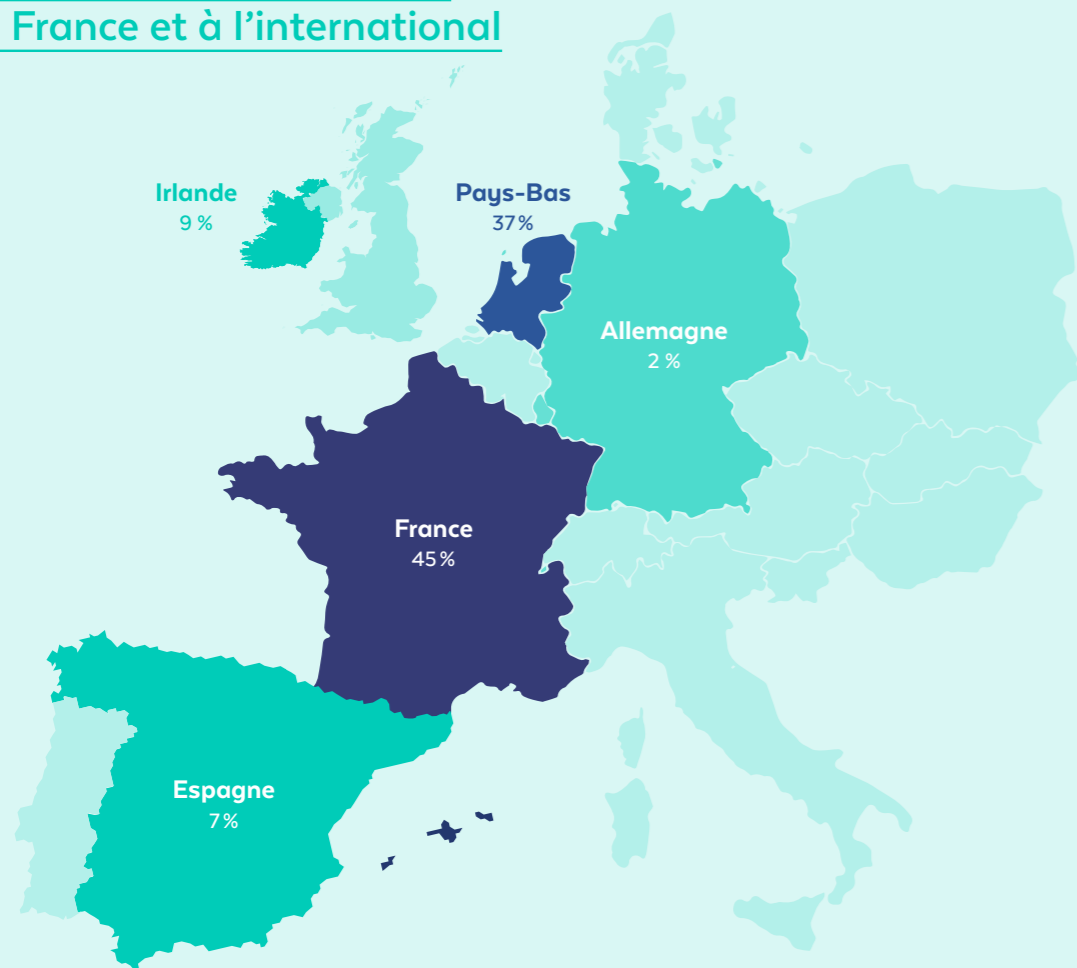 France et à l’international
Irlande
9 %
Pays-Bas
37%
Allemagne
2 %
France
45%
Espagne
7%